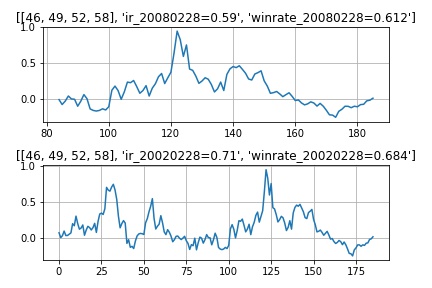 [[46, 49, 52, 58], 'ir_20080228=0.59', 'winrate_20080228=0.612']
1.0
0.5
0.0
80 100 120 140 160 180
[[46, 49, 52, 58], 'ir_20020228=0.71', 'winrate_20020228=0.684']
1.0
0.5
0.0
0 25 50 75 100 125 150 175